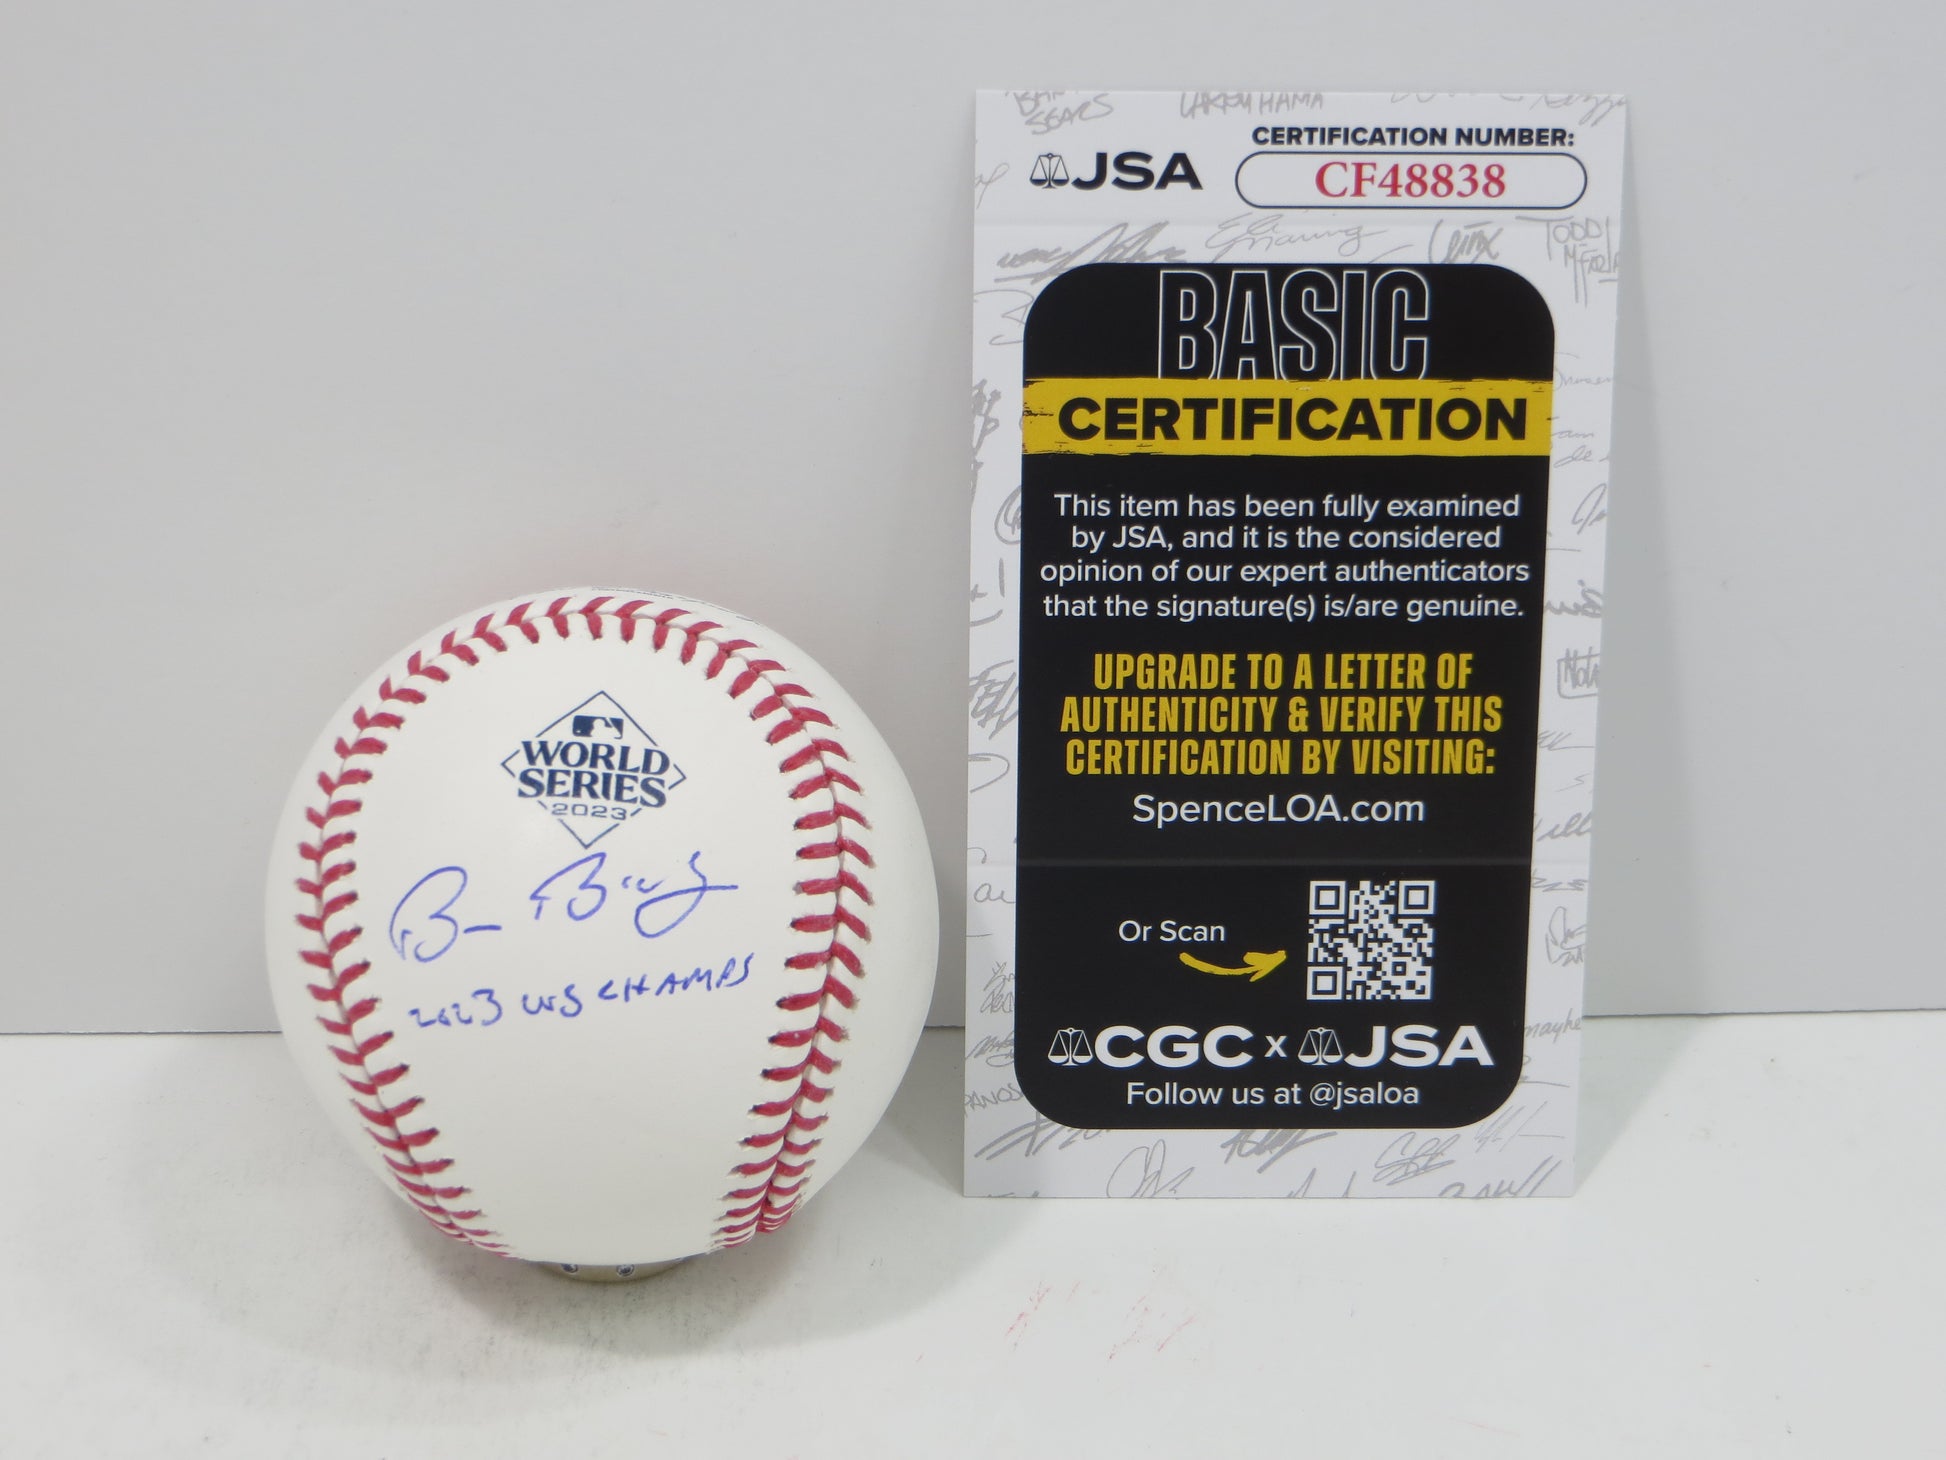 WORLD
SERIES
2023
B- B
2023 WS CHAMPS
JSA
CERTIFICATION NUMBER:
CF48838
BASIC
CERTIFICATION
This item has been fully examined
by JSA, and it is the considered
opinion of our expert authenticators
that the signature(s) is/are genuine.
UPGRADE TO A LETTER OF
AUTHENTICITY & VERIFY THIS
CERTIFICATION BY VISITING:
SpenceLOA.com
Or Scan
CGC x JSA
Follow us at @jsaloa